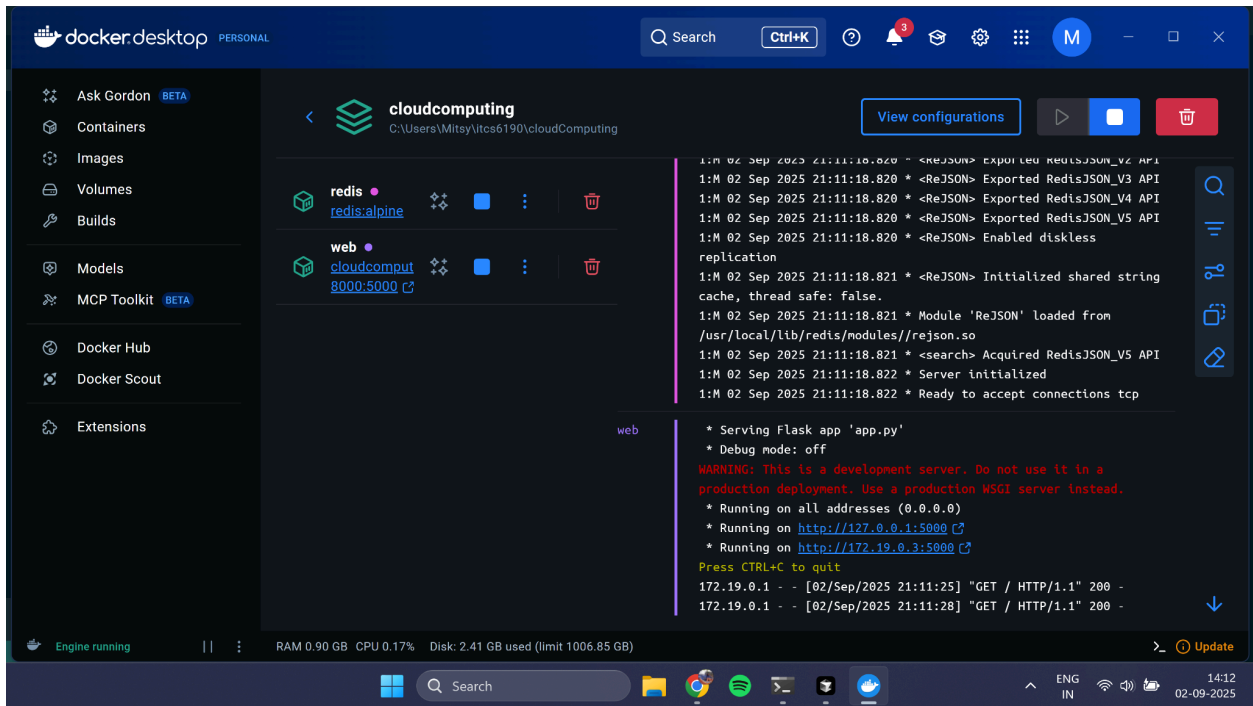 docker.desktop PERSONAL
Search Ctrl+K
3
M
Ask Gordon BETA
Containers
Images
Volumes
Builds
Models
MCP Toolkit BETA
Docker Hub
Docker Scout
Extensions
cloudcomputing
C:\Users\Mitsy\itcs6190\cloudComputing
View configurations
redis
redis:alpine
web
cloudcomput
8000:5000
1:M 02 Sep 2025 21:11:18.820 * <ReJSON> Exported RedisJSON_V2 API
1:M 02 Sep 2025 21:11:18.820 * <ReJSON> Exported RedisJSON_V3 API
1:M 02 Sep 2025 21:11:18.820 * <ReJSON> Exported RedisJSON_V4 API
1:M 02 Sep 2025 21:11:18.820 * <ReJSON> Exported RedisJSON_V5 API
1:M 02 Sep 2025 21:11:18.820 * <ReJSON> Enabled diskless
replication
1:M 02 Sep 2025 21:11:18.821 * <ReJSON> Initialized shared string
cache, thread safe: false.
1:M 02 Sep 2025 21:11:18.821 * Module 'ReJSON' loaded from
/usr/local/lib/redis/modules//rejson.so
1:M 02 Sep 2025 21:11:18.821 * <search> Acquired RedisJSON_V5 API
1:M 02 Sep 2025 21:11:18.822 * Server initialized
1:M 02 Sep 2025 21:11:18.822 * Ready to accept connections tcp
web
* Serving Flask app 'app.py'
* Debug mode: off
WARNING: This is a development server. Do not use it in a
production deployment. Use a production WSGI server instead.
* Running on all addresses (0.0.0.0)
* Running on http://127.0.0.1:5000
* Running on http://172.19.0.3:5000
Press CTRL+C to quit
172.19.0.1 - - [02/Sep/2025 21:11:25] "GET / HTTP/1.1" 200 -
172.19.0.1 - - [02/Sep/2025 21:11:28] "GET / HTTP/1.1" 200 -
Engine running
RAM 0.90 GB CPU 0.17% Disk: 2.41 GB used (limit 1006.85 GB)
Update
Search
ENG
IN
14:12
02-09-2025